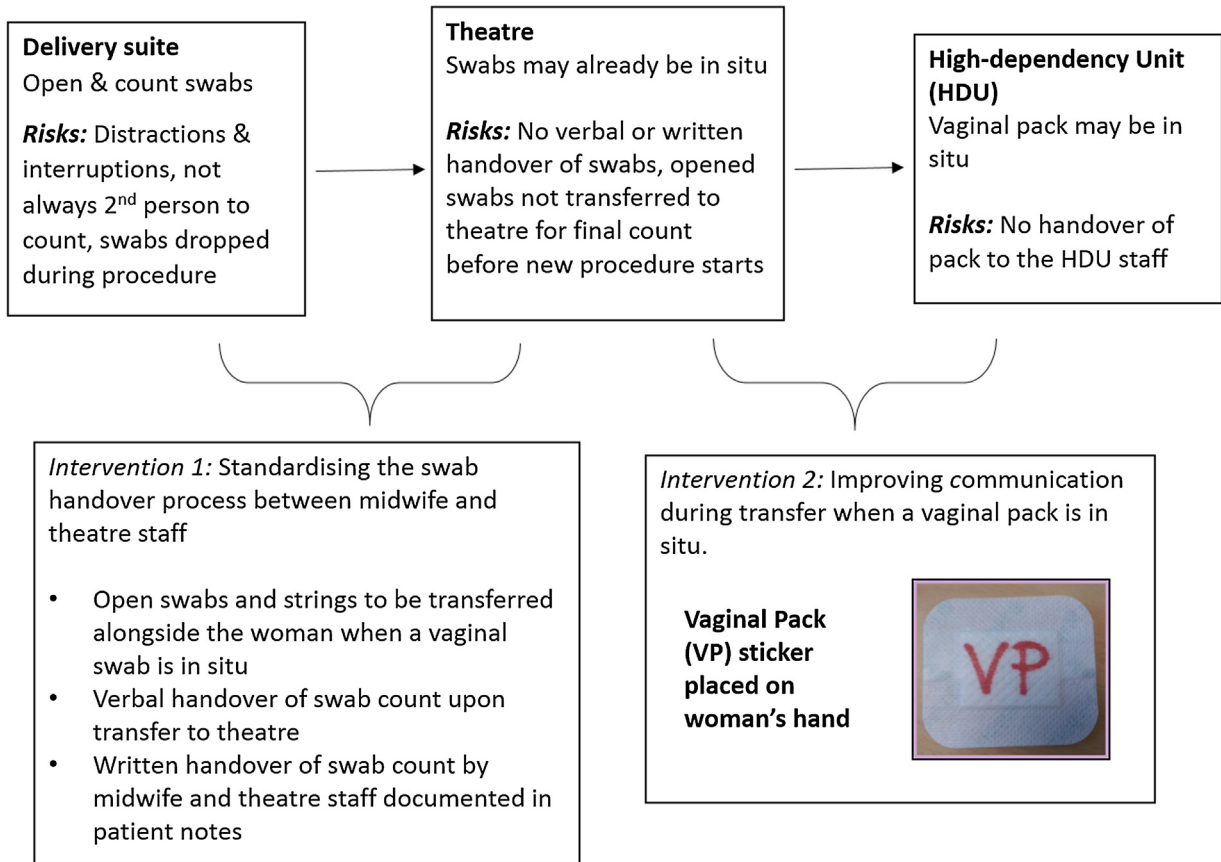 Delivery suite
Open & count swabs
Risks: Distractions &
interruptions, not
always 2nd person to
count, swabs dropped
during procedure
Theatre
Swabs may already be in situ
Risks: No verbal or written
handover of swabs, opened
swabs not transferred to
theatre for final count
before new procedure starts
High-dependency Unit
(HDU)
Vaginal pack may be in
situ
Risks: No handover of
pack to the HDU staff
Intervention 1: Standardising the swab
handover process between midwife and
theatre staff
• Open swabs and strings to be transferred
alongside the woman when a vaginal
swab is in situ
• Verbal handover of swab count upon
transfer to theatre
• Written handover of swab count by
midwife and theatre staff documented in
patient notes
Intervention 2: Improving communication
during transfer when a vaginal pack is in
situ.
Vaginal Pack
(VP) sticker
placed on
woman's hand
VP